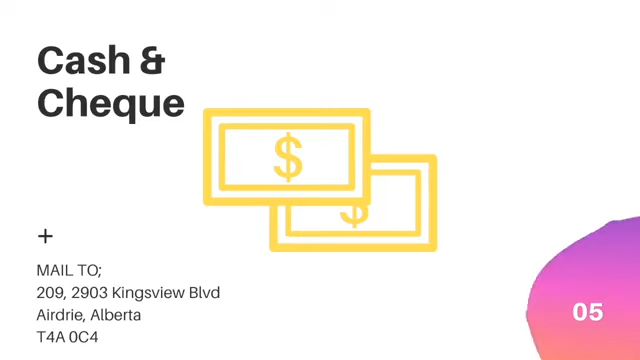 Cash &
Cheque
$
$
+
MAIL TO;
209, 2903 Kingsview Blvd
Airdrie, Alberta
T4A 0C4
05